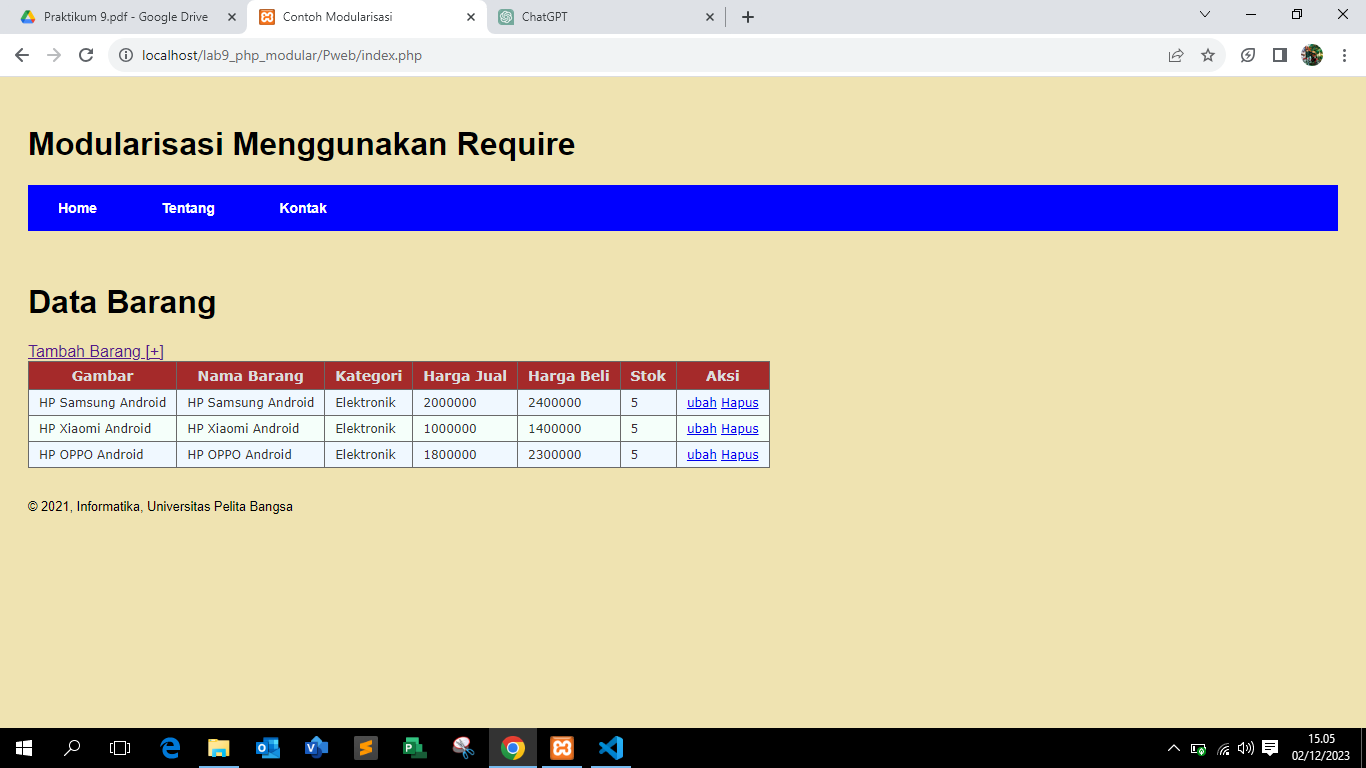 Praktikum 9.pdf - Google Drive Contoh Modularisasi ChatGPT
localhost/lab9_php_modular/Pweb/index.php
Modularisasi Menggunakan Require
Home Tentang Kontak
Data Barang
Tambah Barang [+]
Gambar Nama Barang Kategori Harga Jual Harga Beli Stok Aksi
HP Samsung Android HP Samsung Android Elektronik 2000000 2400000 5 ubah Hapus
HP Xiaomi Android HP Xiaomi Android Elektronik 1000000 1400000 5 ubah Hapus
HP OPPO Android HP OPPO Android Elektronik 1800000 2300000 5 ubah Hapus
© 2021, Informatika, Universitas Pelita Bangsa
15.05
02/12/2023